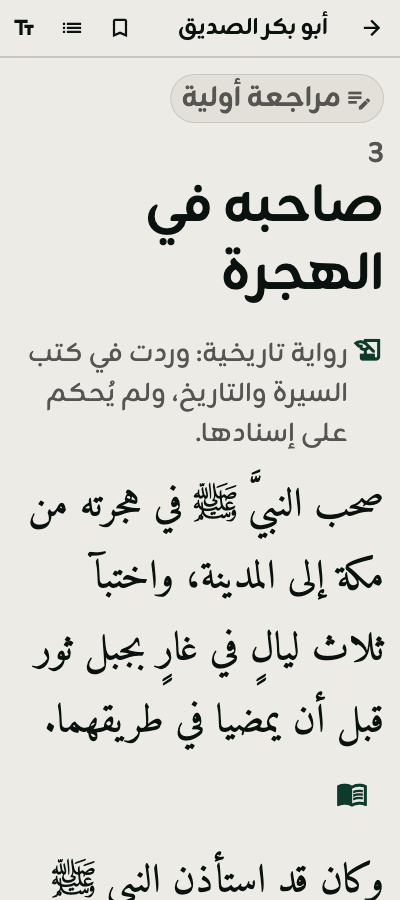 أبو بكر الصديق
مراجعة أولية
3
صاحبه في
الهجرة
رواية تاريخية: وردت في كتب
السيرة والتاريخ، ولم يُحكم
على إسنادها.
صحب النبيَّ ﷺ في هجرته من
مكة إلى المدينة، واختبآ
ثلاث ليالٍ في غارٍ بجبل ثور
قبل أن يمضيا في طريقهما.
وكان قد استأذن النبي ﷺ